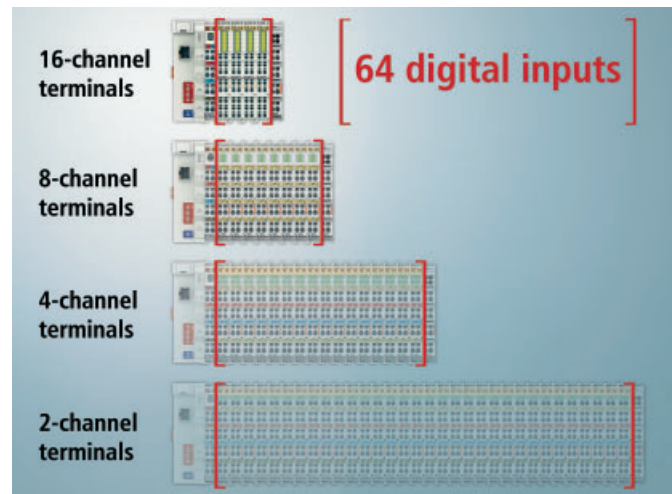 16-channel
terminals
64 digital inputs
8-channel
terminals
4-channel
terminals
2-channel
terminals